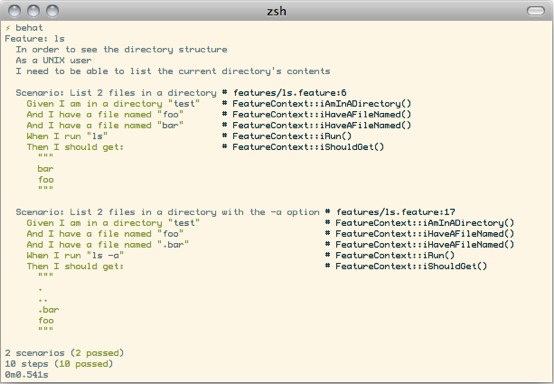 zsh
⚡ behat
Feature: ls
  In order to see the directory structure
  As a UNIX user
  I need to be able to list the current directory's contents

  Scenario: List 2 files in a directory # features/ls.feature:6
    Given I am in a directory "test"    # FeatureContext::iAmInADirectory()
    And I have a file named "foo"       # FeatureContext::iHaveAFileNamed()
    And I have a file named "bar"       # FeatureContext::iHaveAFileNamed()
    When I run "ls"                     # FeatureContext::iRun()
    Then I should get:                  # FeatureContext::iShouldGet()
      """
      bar
      foo
      """

  Scenario: List 2 files in a directory with the -a option # features/ls.feature:17
    Given I am in a directory "test"                       # FeatureContext::iAmInADirectory()
    And I have a file named "foo"                          # FeatureContext::iHaveAFileNamed()
    And I have a file named ".bar"                         # FeatureContext::iHaveAFileNamed()
    When I run "ls -a"                                     # FeatureContext::iRun()
    Then I should get:                                     # FeatureContext::iShouldGet()
      """
      .
      ..
      .bar
      foo
      """

2 scenarios (2 passed)
10 steps (10 passed)
0m0.541s